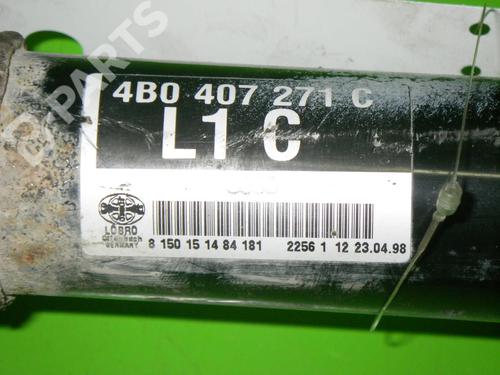 B-PARTS
4B0 407 271 C
L1 C
LÖBRO
Offenbach
GERMANY
8 150 15 14 84 181 2256 1 12 23.04.98